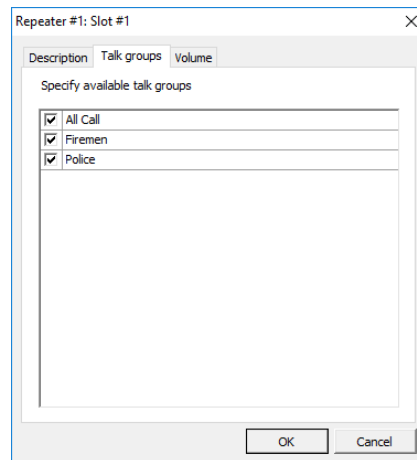 Repeater #1: Slot #1
Description Talk groups Volume
Specify available talk groups
All Call
Firemen
Police
OK Cancel